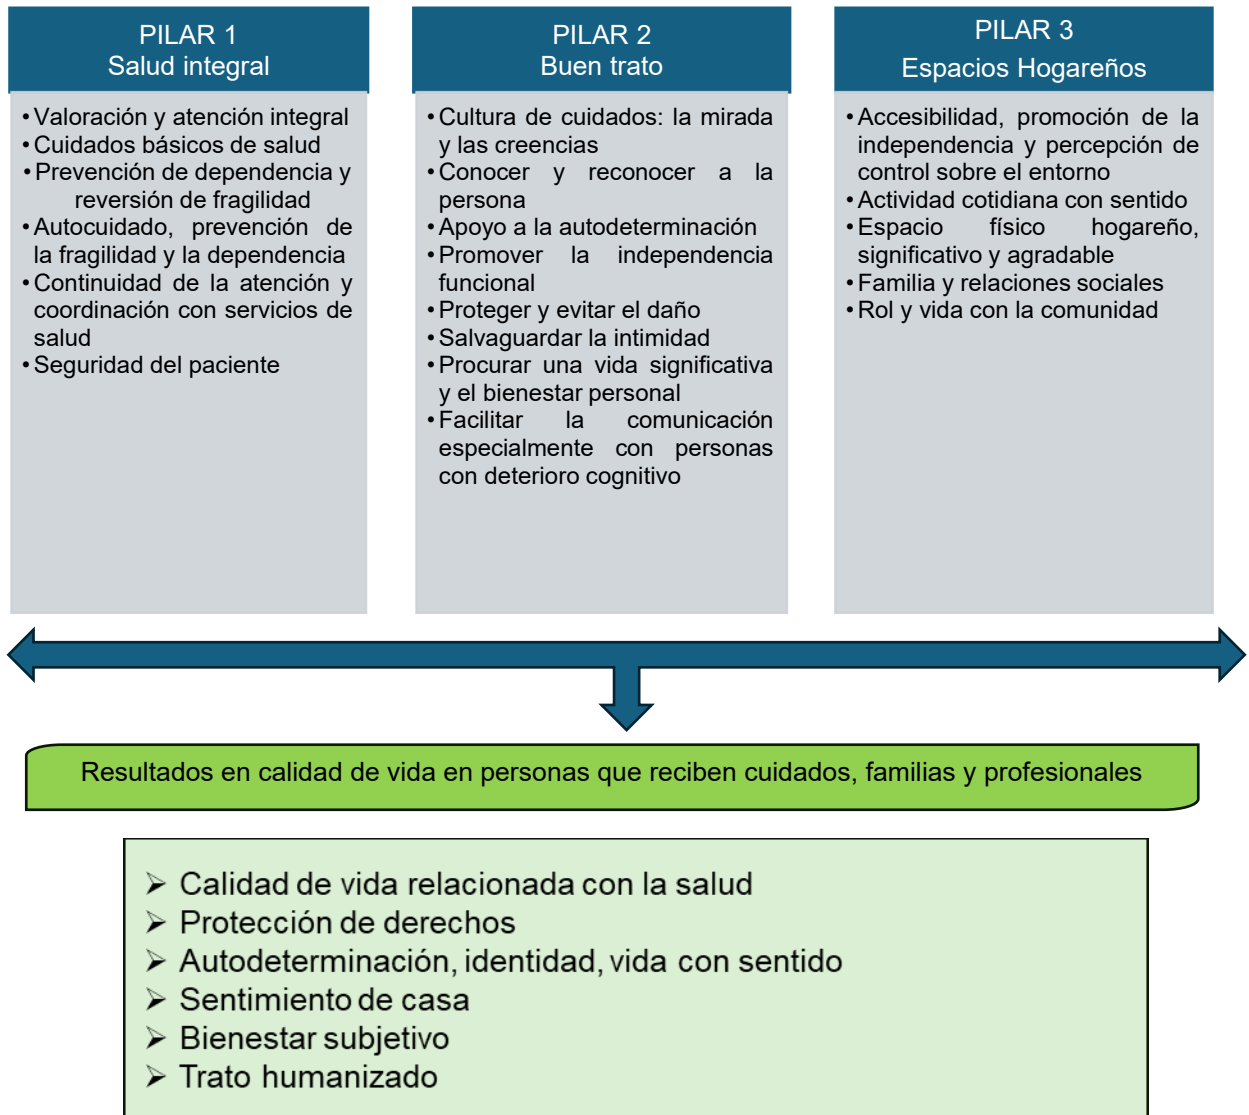 PILAR 1
Salud integral
• Valoración y atención integral
• Cuidados básicos de salud
• Prevención de dependencia y
reversión de fragilidad
• Autocuidado, prevención de
la fragilidad y la dependencia
• Continuidad de la atención y
coordinación con servicios de
salud
• Seguridad del paciente
PILAR 2
Buen trato
• Cultura de cuidados: la mirada
y las creencias
• Conocer y reconocer a la
persona
• Apoyo a la autodeterminación
• Promover la independencia
funcional
• Proteger y evitar el daño
• Salvaguardar la intimidad
• Procurar una vida significativa
y el bienestar personal
• Facilitar la comunicación
especialmente con personas
con deterioro cognitivo
PILAR 3
Espacios Hogareños
• Accesibilidad, promoción de la
independencia y percepción de
control sobre el entorno
• Actividad cotidiana con sentido
• Espacio físico hogareño,
significativo y agradable
• Familia y relaciones sociales
• Rol y vida con la comunidad
Resultados en calidad de vida en personas que reciben cuidados, familias y profesionales
➢ Calidad de vida relacionada con la salud
➢ Protección de derechos
➢ Autodeterminación, identidad, vida con sentido
➢ Sentimiento de casa
➢ Bienestar subjetivo
➢ Trato humanizado